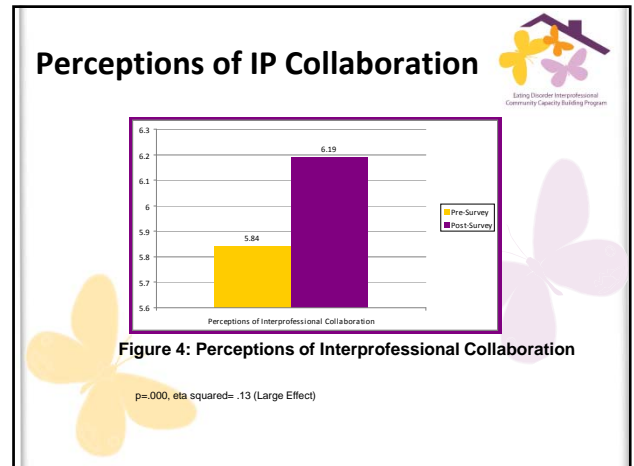 Perceptions of IP Collaboration
Eating Disorder Interprofessional
Community Capacity Building Program
6.3
6.2
6.1
6
5.9
5.8
5.7
5.6
5.84
6.19
Perceptions of Interprofessional Collaboration
Pre-Survey
Post-Survey
Figure 4: Perceptions of Interprofessional Collaboration
p=.000, eta squared= .13 (Large Effect)